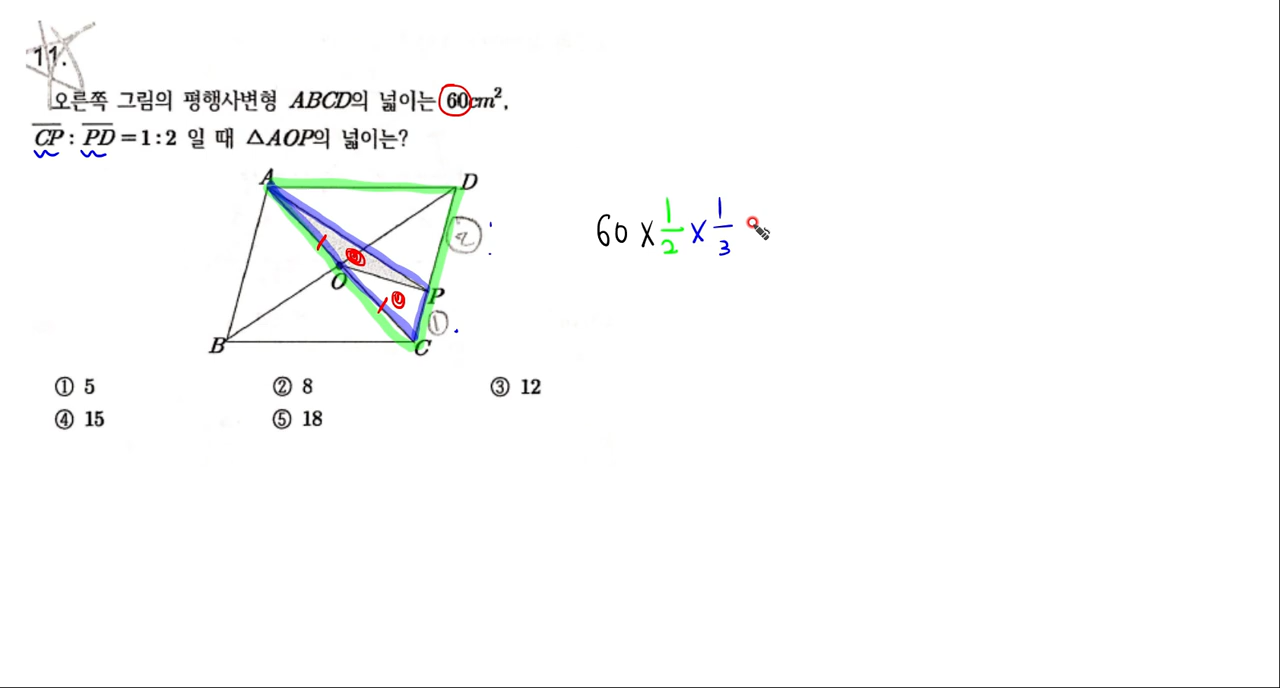 11.
오른쪽 그림의 평행사변형 ABCD의 넓이는 60cm²,
CP : PD = 1 : 2 일 때 △AOP의 넓이는?
A
D
②
60 × 1/2 × 1/3
O
P
①
B
C
① 5
② 8
③ 12
④ 15
⑤ 18